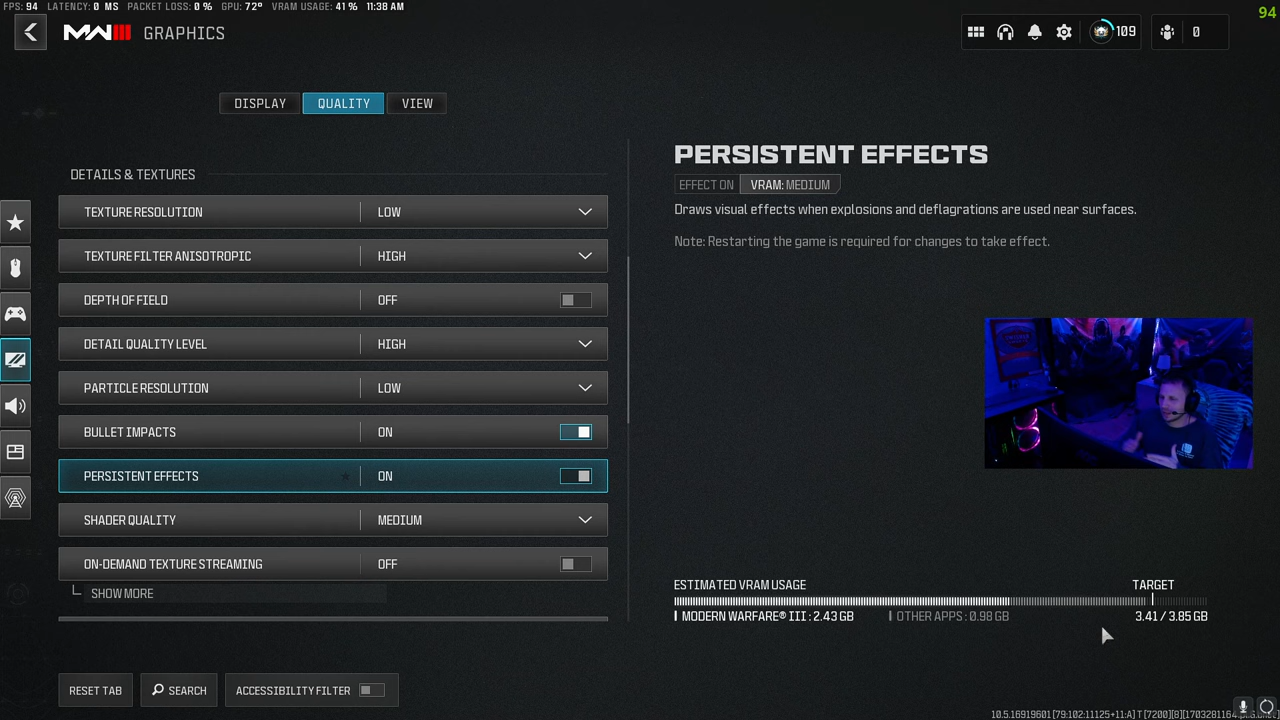 FPS: 94 LATENCY: 0 MS PACKET LOSS: 0 % GPU: 72° VRAM USAGE: 41 % 11:38 AM
94
MWIII GRAPHICS
109
0
DISPLAY QUALITY VIEW
DETAILS & TEXTURES
TEXTURE RESOLUTION LOW
TEXTURE FILTER ANISOTROPIC HIGH
DEPTH OF FIELD OFF
DETAIL QUALITY LEVEL HIGH
PARTICLE RESOLUTION LOW
BULLET IMPACTS ON
PERSISTENT EFFECTS ON
SHADER QUALITY MEDIUM
ON-DEMAND TEXTURE STREAMING OFF
SHOW MORE
PERSISTENT EFFECTS
EFFECT ON VRAM: MEDIUM
Draws visual effects when explosions and deflagrations are used near surfaces.
Note: Restarting the game is required for changes to take effect.
ESTIMATED VRAM USAGE TARGET
MODERN WARFARE® III : 2.43 GB OTHER APPS : 0.98 GB 3.41 / 3.85 GB
RESET TAB SEARCH ACCESSIBILITY FILTER